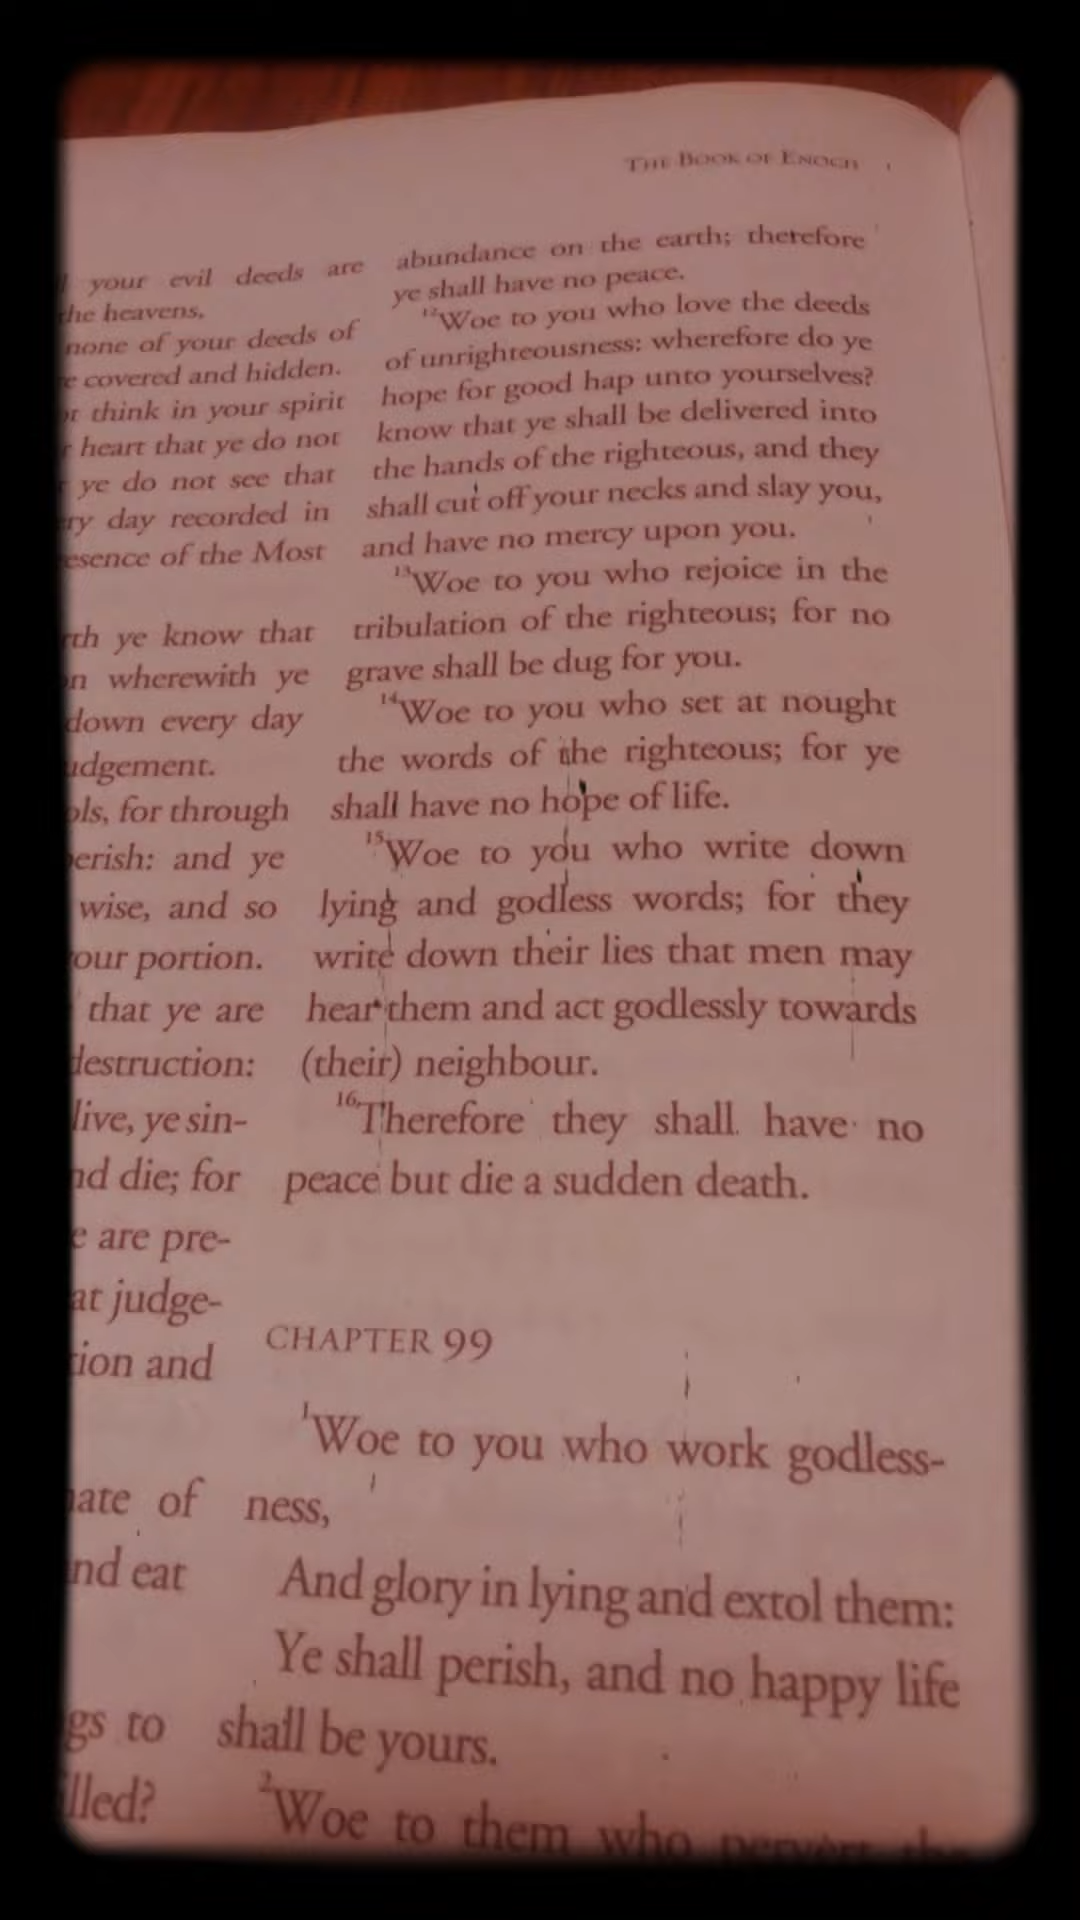 THE BOOK OF ENOCH
your evil deeds are
the heavens.
none of your deeds of
covered and hidden.
think in your spirit
heart that ye do not
ye do not see that
day recorded in
of the Most
ye know that
wherewith ye
down every day
for through
and ye
wise, and so
portion.
that ye are
live, ye sin-
die; for
are pre-
judge-
and
of
eat
to
abundance on the earth; therefore
ye shall have no peace.
12Woe to you who love the deeds
of unrighteousness: wherefore do ye
hope for good hap unto yourselves?
know that ye shall be delivered into
the hands of the righteous, and they
shall cut off your necks and slay you,
and have no mercy upon you.
13Woe to you who rejoice in the
tribulation of the righteous; for no
grave shall be dug for you.
14Woe to you who set at nought
the words of the righteous; for ye
shall have no hope of life.
15Woe to you who write down
lying and godless words; for they
write down their lies that men may
hear them and act godlessly towards
(their) neighbour.
16Therefore they shall have no
peace but die a sudden death.
CHAPTER 99
1Woe to you who work godless-
ness,
And glory in lying and extol them:
Ye shall perish, and no happy life
shall be yours.
2Woe to them who pervert the